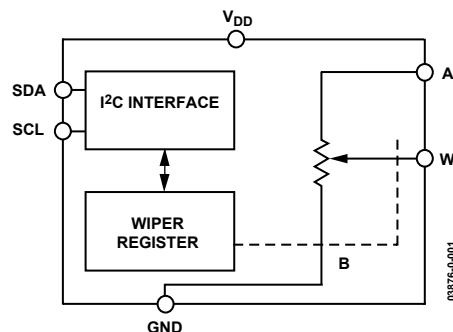 VDD
SDA
SCL
I2C INTERFACE
A
W
WIPER
REGISTER
B
GND
03876-0-001